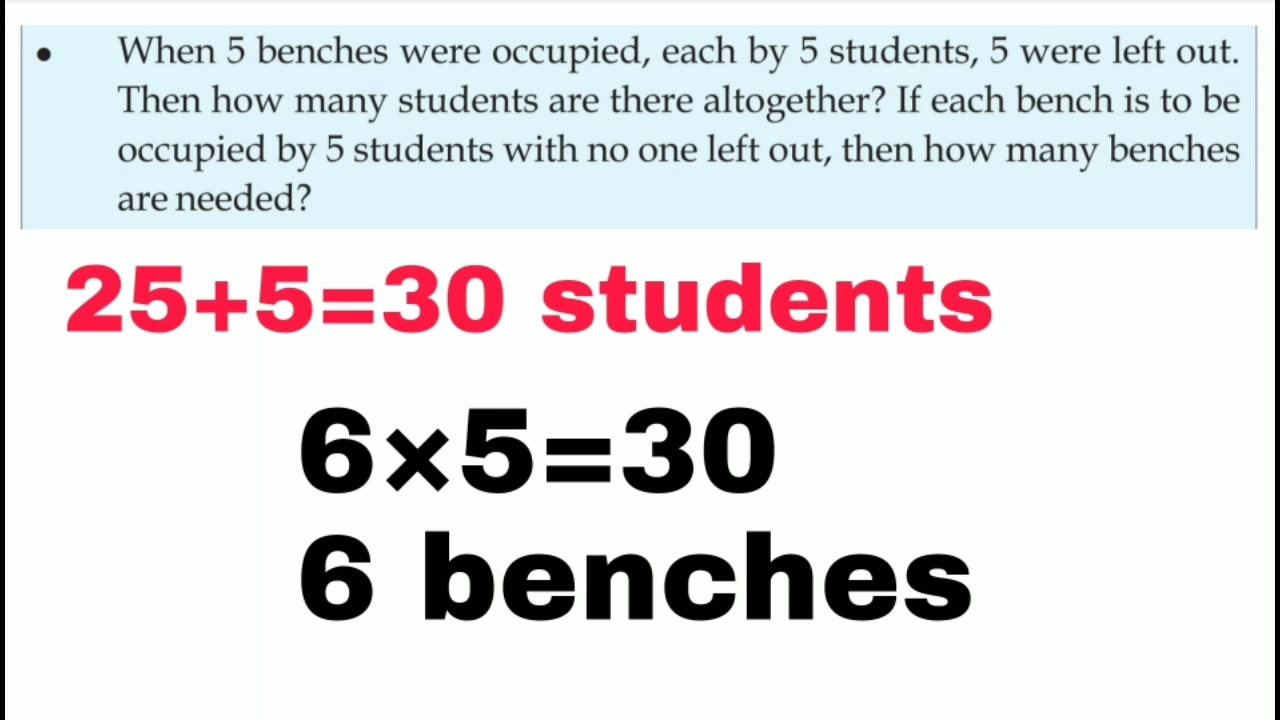 • When 5 benches were occupied, each by 5 students, 5 were left out.
Then how many students are there altogether? If each bench is to be
occupied by 5 students with no one left out, then how many benches
are needed?
25+5=30 students
6×5=30
6 benches